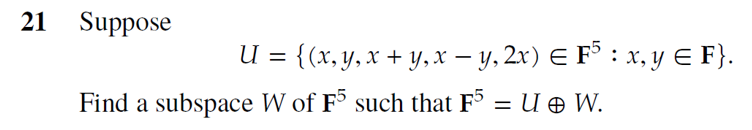 21 Suppose
U = {(x, y, x + y, x − y, 2x) ∈ F⁵ : x, y ∈ F}.
Find a subspace W of F⁵ such that F⁵ = U ⊕ W.